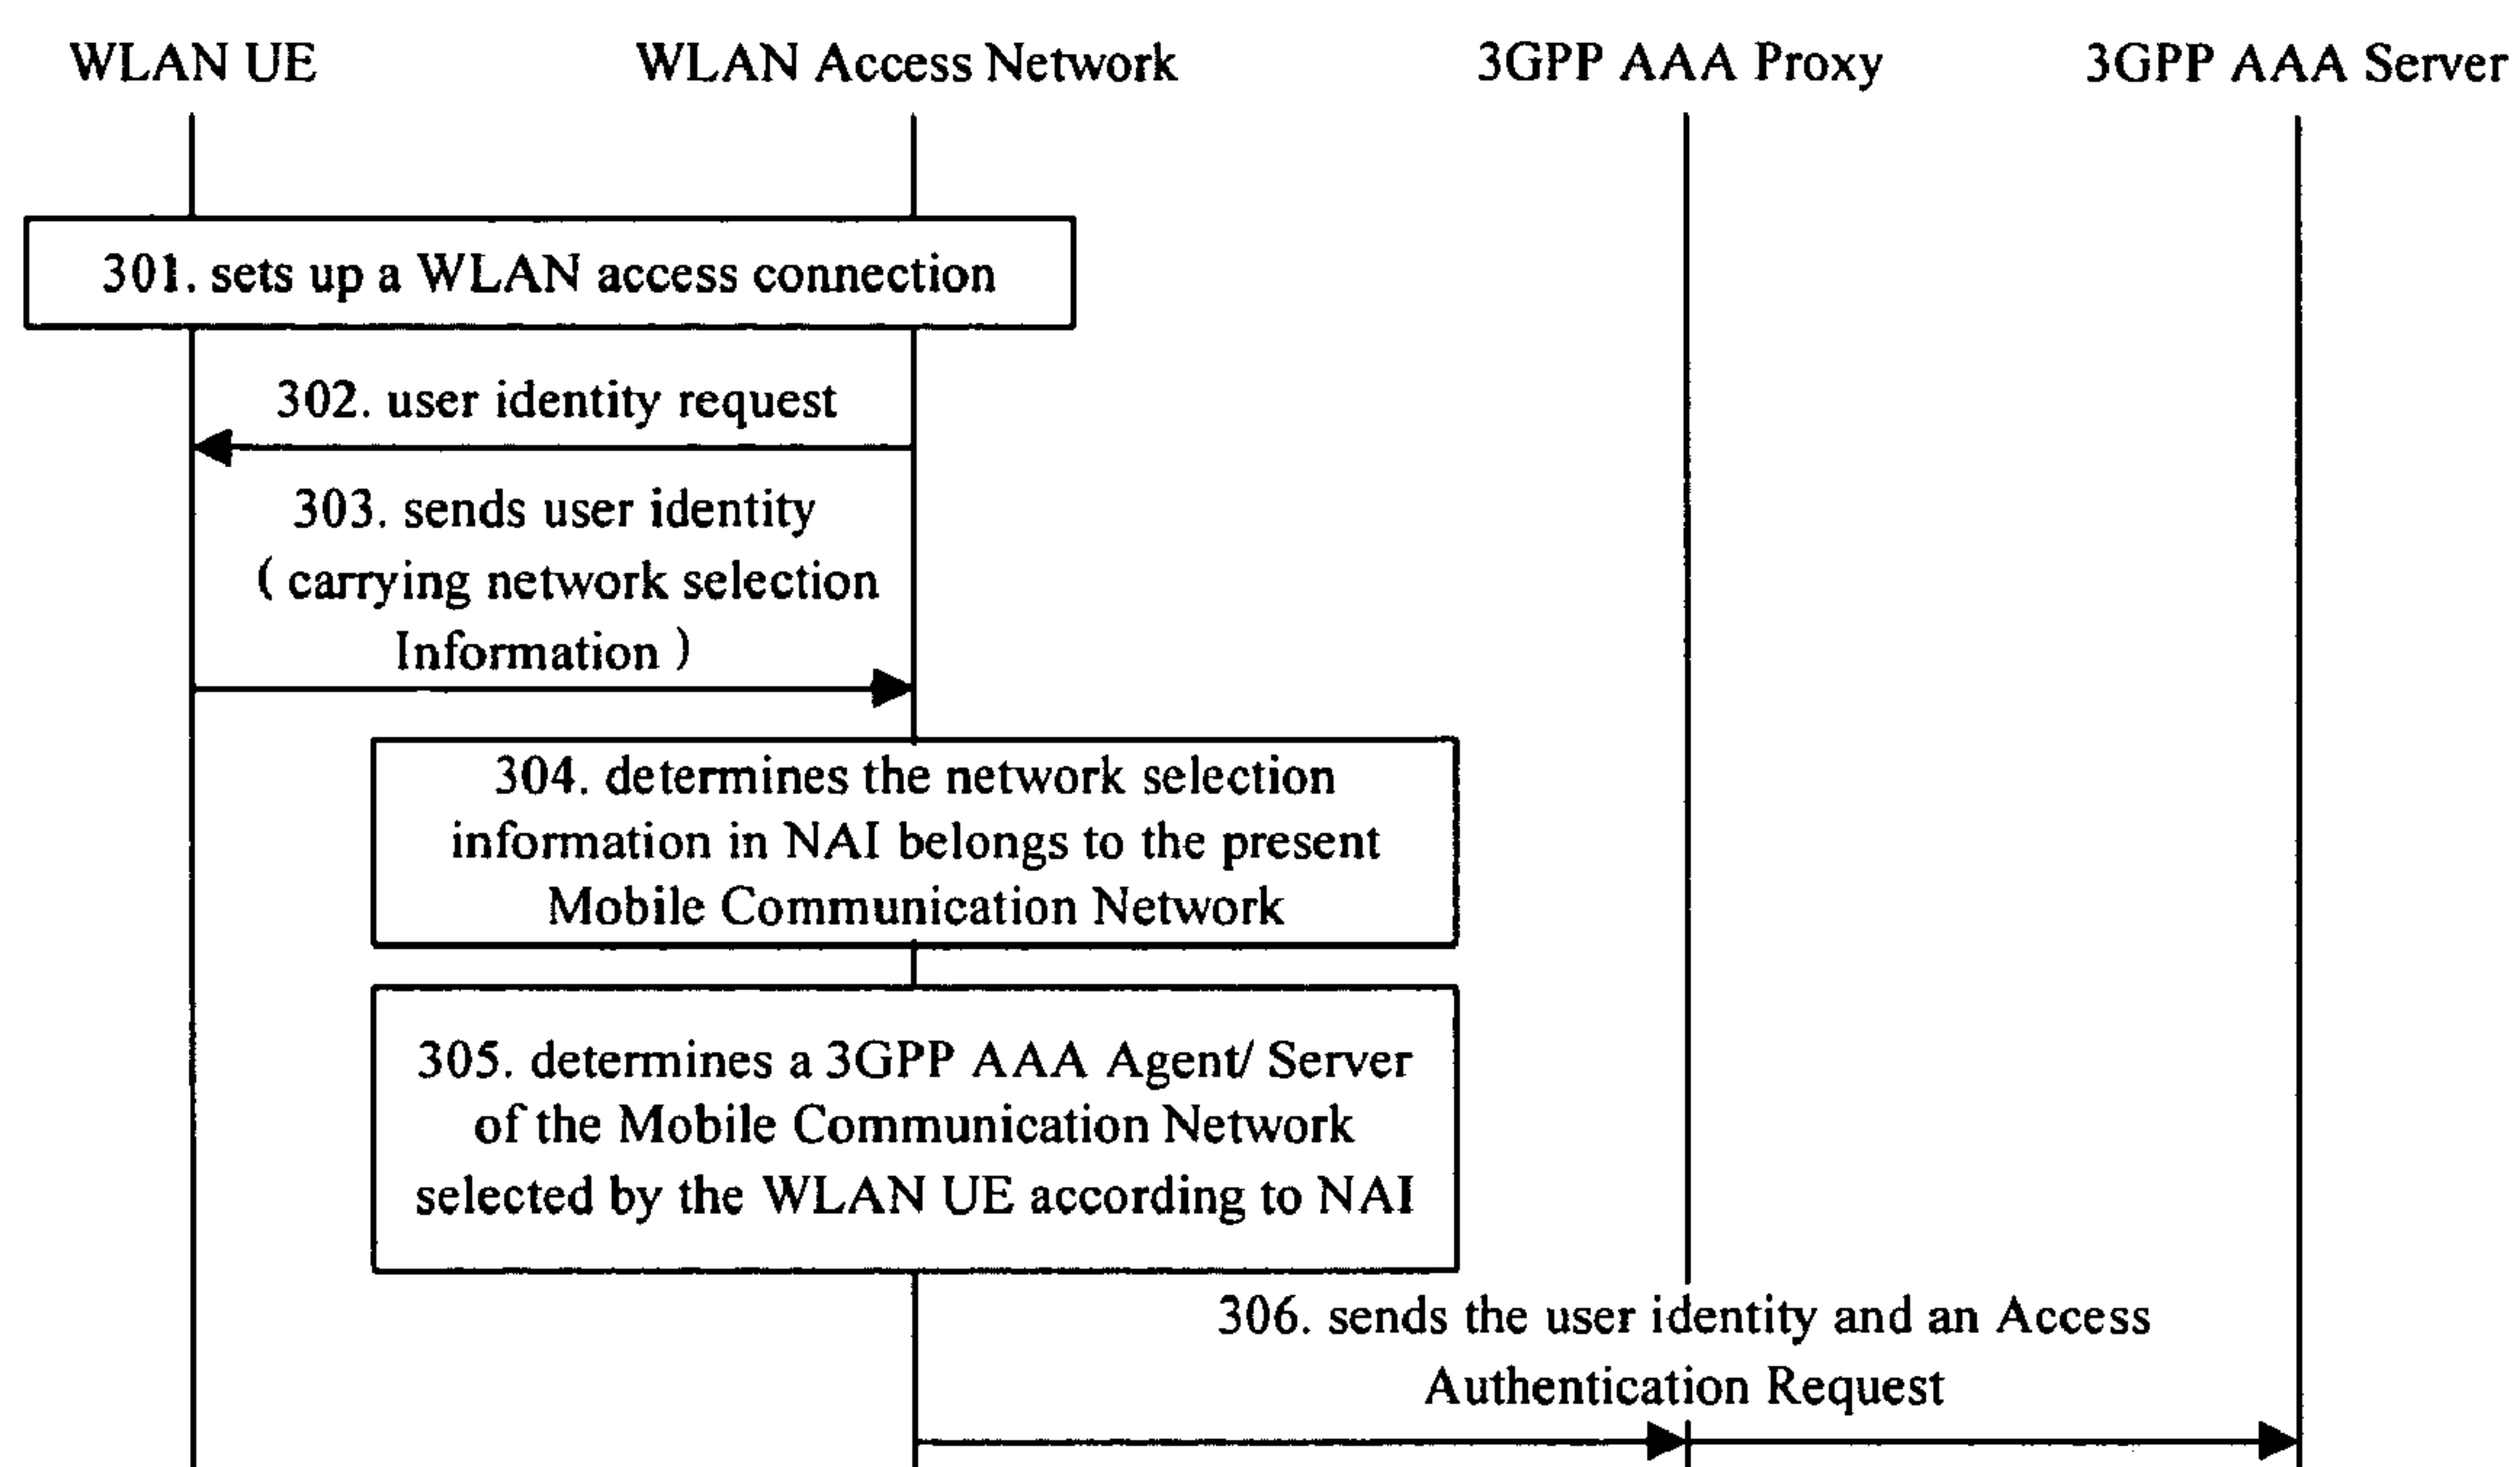 WLAN UE
WLAN Access Network
3GPP AAA Proxy
3GPP AAA Server
301. sets up a WLAN access connection
302. user identity request
303. sends user identity
( carrying network selection
Information )
304. determines the network selection
information in NAI belongs to the present
Mobile Communication Network
305. determines a 3GPP AAA Agent/ Server
of the Mobile Communication Network
selected by the WLAN UE according to NAI
306. sends the user identity and an Access
Authentication Request